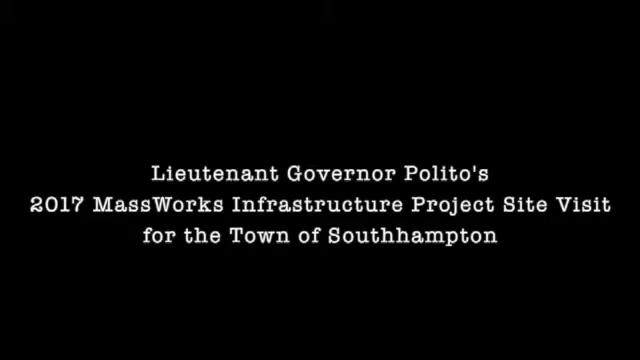 Lieutenant Governor Polito's
2017 MassWorks Infrastructure Project Site Visit
for the Town of Southhampton